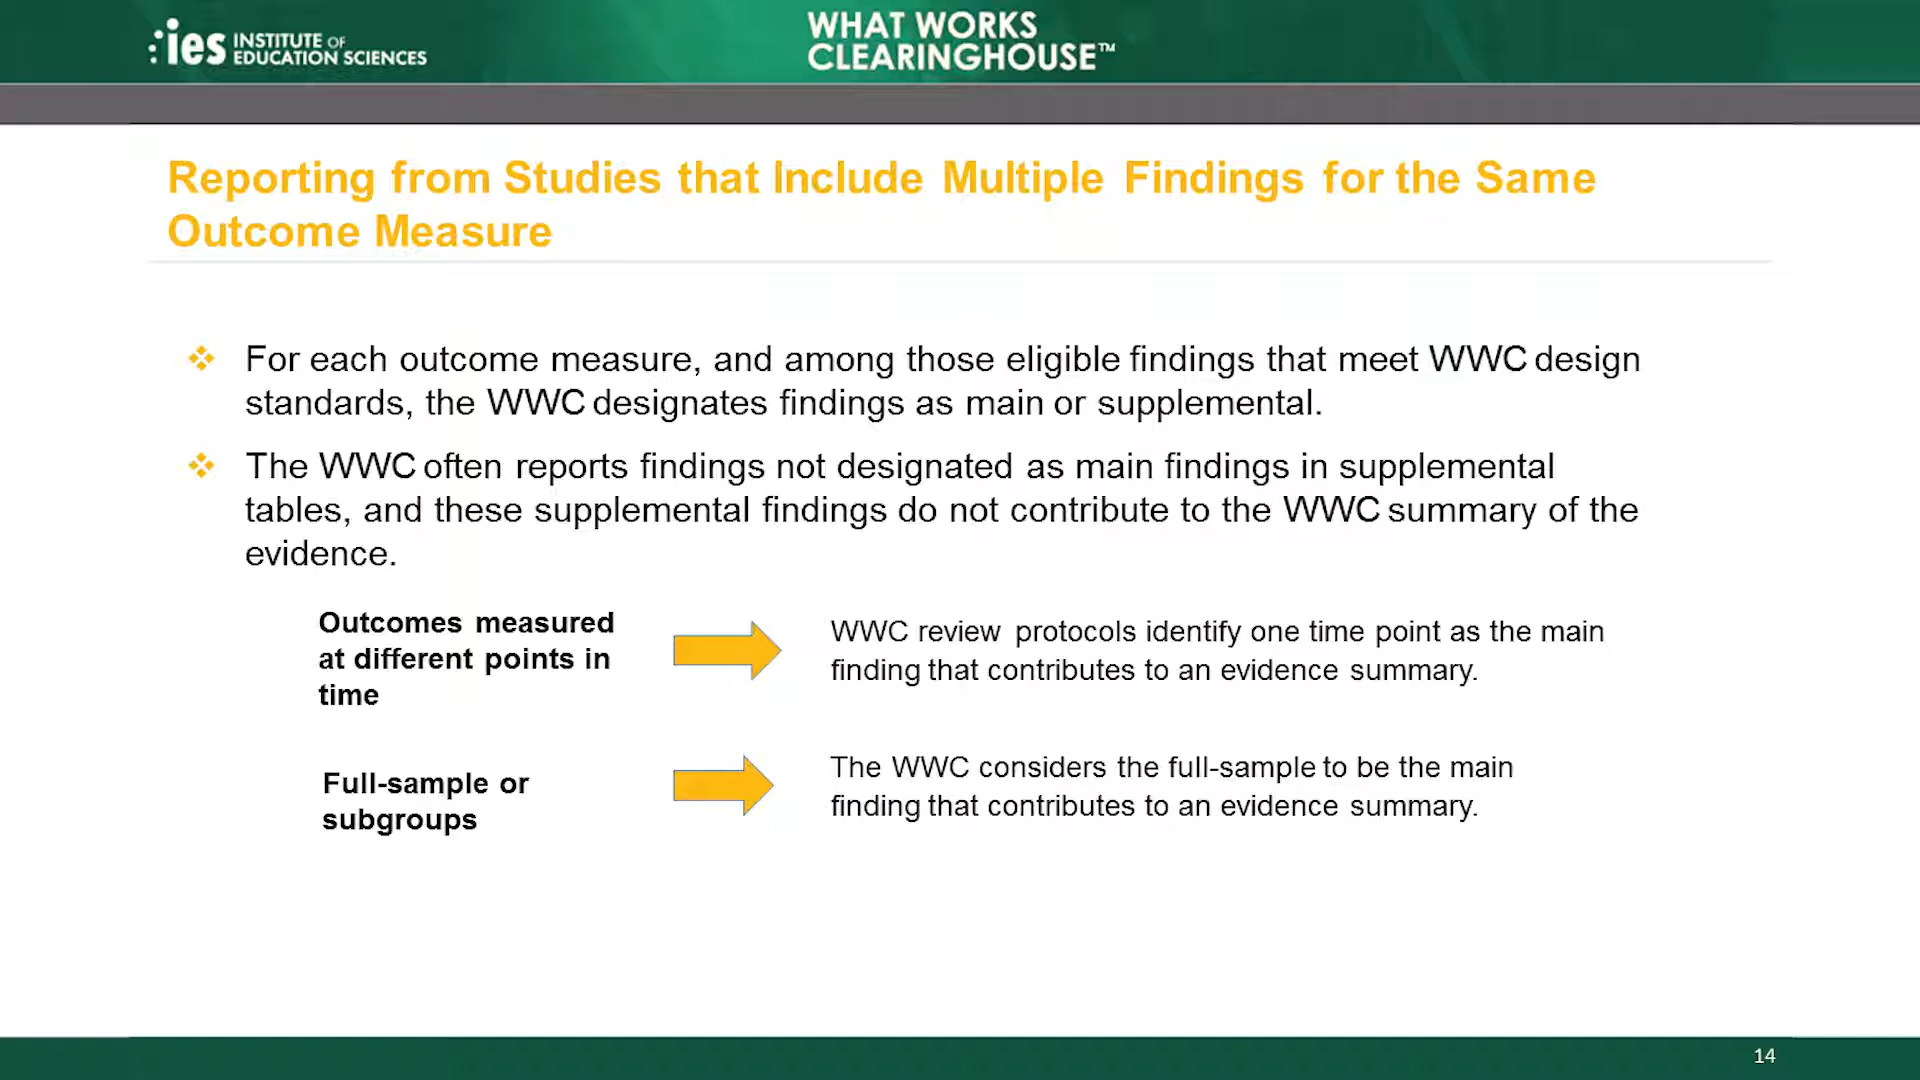 ies INSTITUTE OF
EDUCATION SCIENCES
WHAT WORKS
CLEARINGHOUSE™
Reporting from Studies that Include Multiple Findings for the Same
Outcome Measure
For each outcome measure, and among those eligible findings that meet WWC design
standards, the WWC designates findings as main or supplemental.
The WWC often reports findings not designated as main findings in supplemental
tables, and these supplemental findings do not contribute to the WWC summary of the
evidence.
Outcomes measured
at different points in
time
WWC review protocols identify one time point as the main
finding that contributes to an evidence summary.
Full-sample or
subgroups
The WWC considers the full-sample to be the main
finding that contributes to an evidence summary.
14